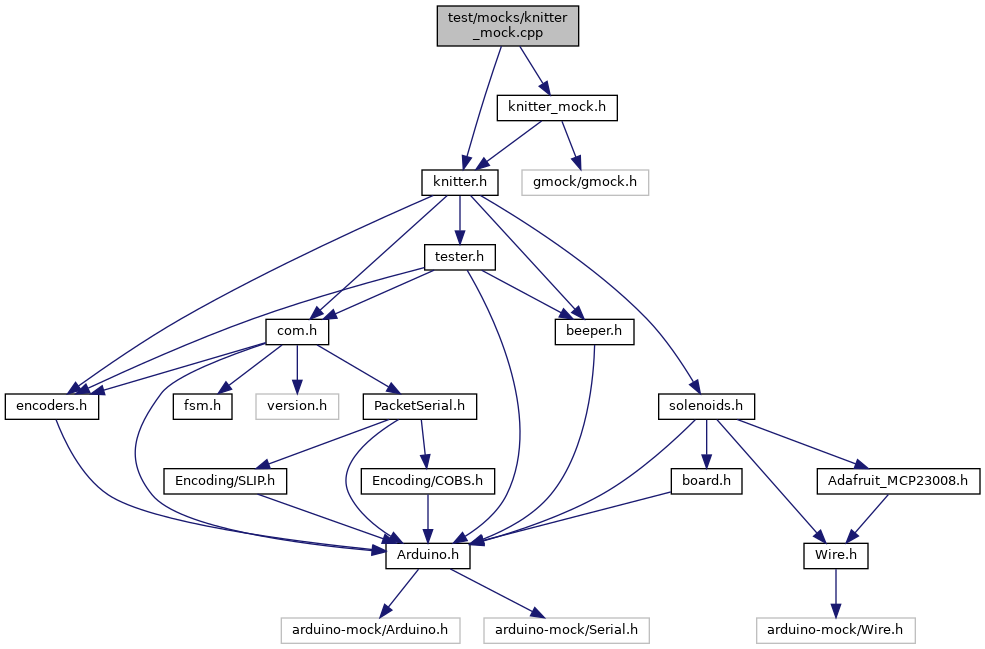 test/mocks/knitter
_mock.cpp
knitter_mock.h
knitter.h
gmock/gmock.h
tester.h
com.h
beeper.h
encoders.h
fsm.h
version.h
PacketSerial.h
solenoids.h
Encoding/SLIP.h
Encoding/COBS.h
board.h
Adafruit_MCP23008.h
Arduino.h
Wire.h
arduino-mock/Arduino.h
arduino-mock/Serial.h
arduino-mock/Wire.h